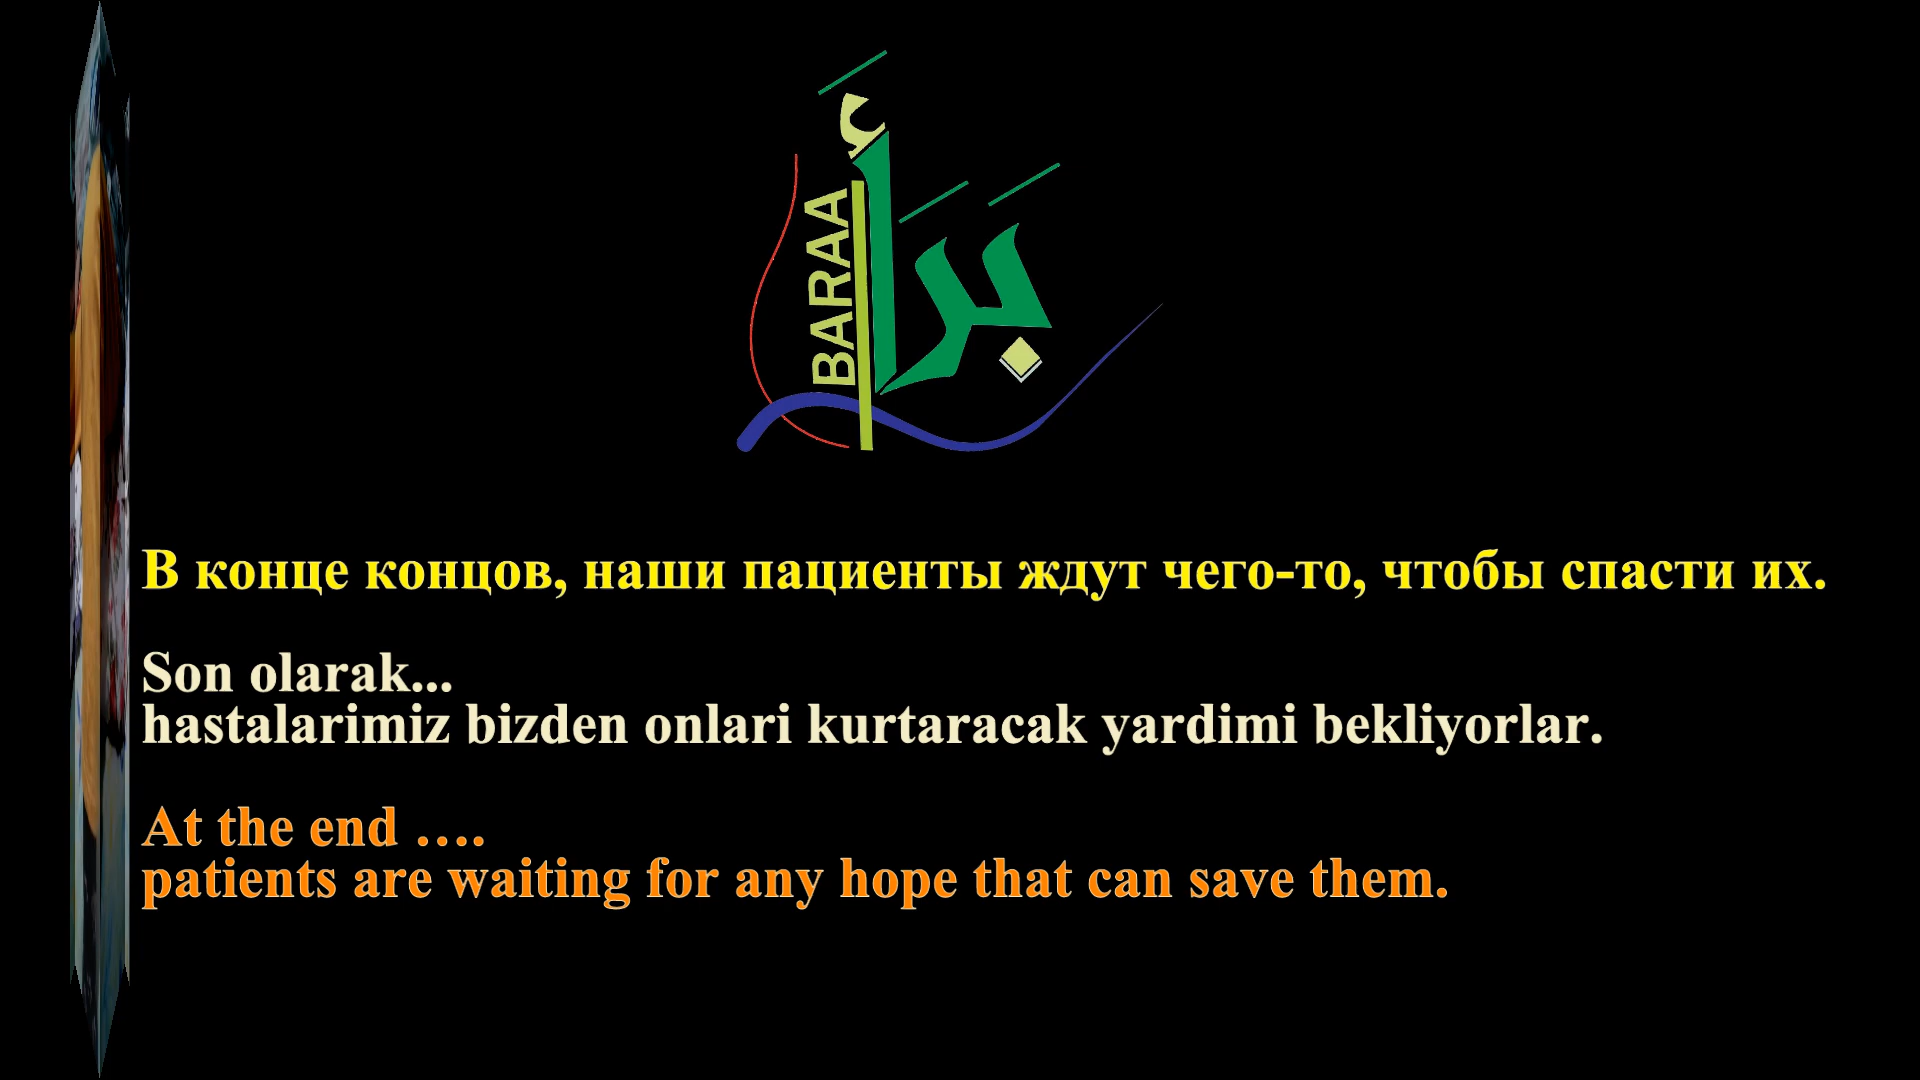 بَرَاء
BARAA
В конце концов, наши пациенты ждут чего-то, чтобы спасти их.
Son olarak...
hastalarimiz bizden onlari kurtaracak yardimi bekliyorlar.
At the end ….
patients are waiting for any hope that can save them.